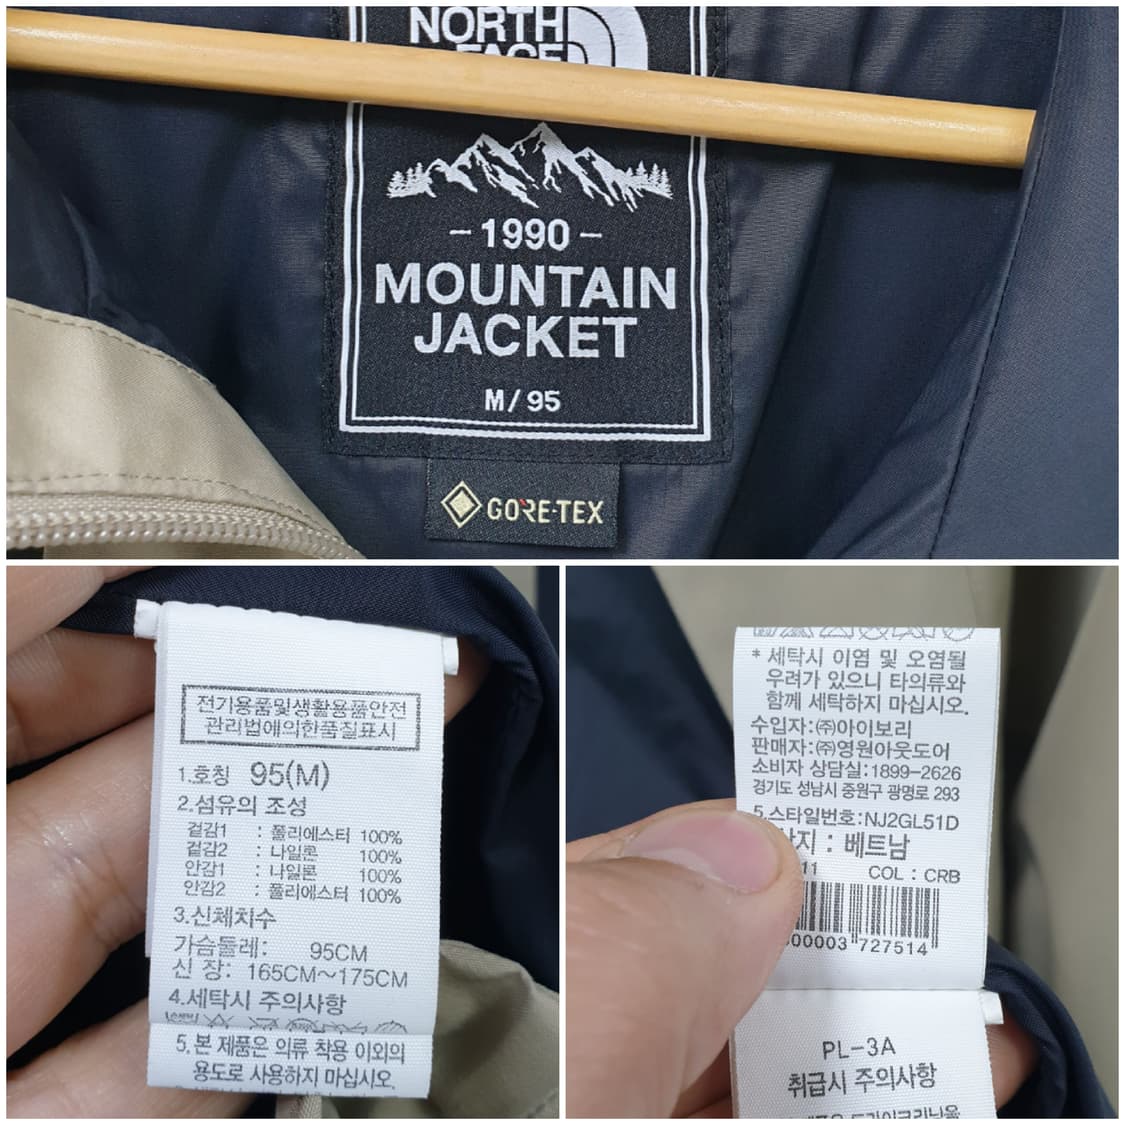 NORTH
FACE
– 1990 –
MOUNTAIN
JACKET
M / 95
GORE-TEX
전기용품및생활용품안전
관리법에의한품질표시
1.호칭 95(M)
2.섬유의 조성
겉감1 : 폴리에스터 100%
겉감2 : 나일론 100%
안감1 : 나일론 100%
안감2 : 폴리에스터 100%
3.신체치수
가슴둘레: 95CM
신 장: 165CM~175CM
4.세탁시 주의사항
5.본 제품은 의류 착용 이외의
용도로 사용하지 마십시오.
* 세탁시 이염 및 오염될
우려가 있으니 타의류와
함께 세탁하지 마십시오.
수입자:㈜아이보리
판매자:㈜영원아웃도어
소비자 상담실:1899-2626
경기도 성남시 중원구 광명로 293
5.스타일번호:NJ2GL51D
지 : 베트남
11 COL : CRB
00003 727514
PL-3A
취급시 주의사항